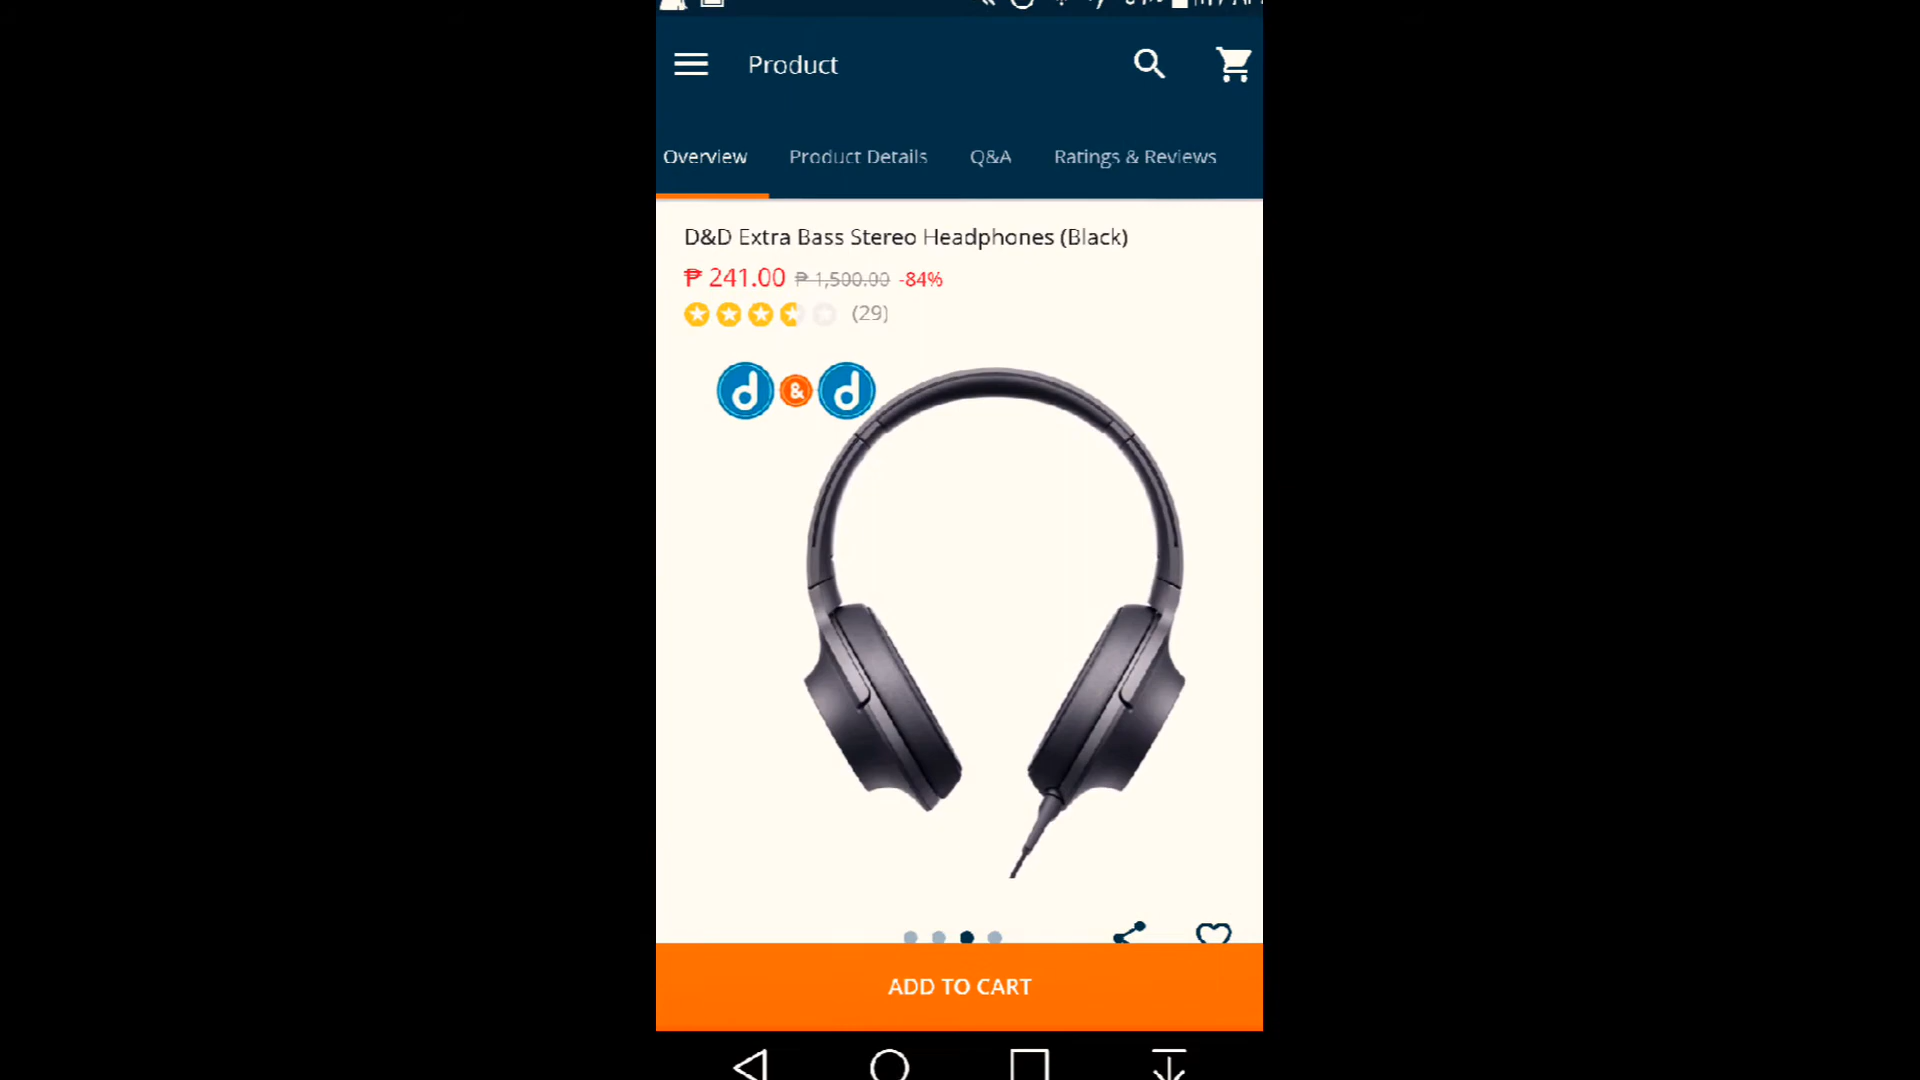 Product
Overview Product Details Q&A Ratings & Reviews
D&D Extra Bass Stereo Headphones (Black)
₱ 241.00 ₱ 1,500.00 -84%
(29)
d & d
ADD TO CART